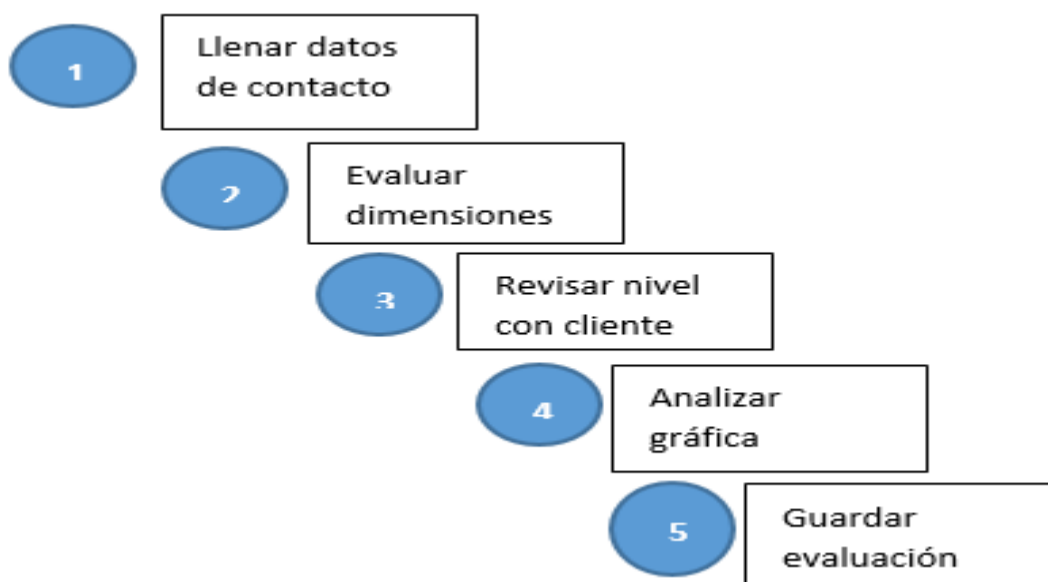 1
Llenar datos
de contacto
2
Evaluar
dimensiones
3
Revisar nivel
con cliente
4
Analizar
gráfica
5
Guardar
evaluación